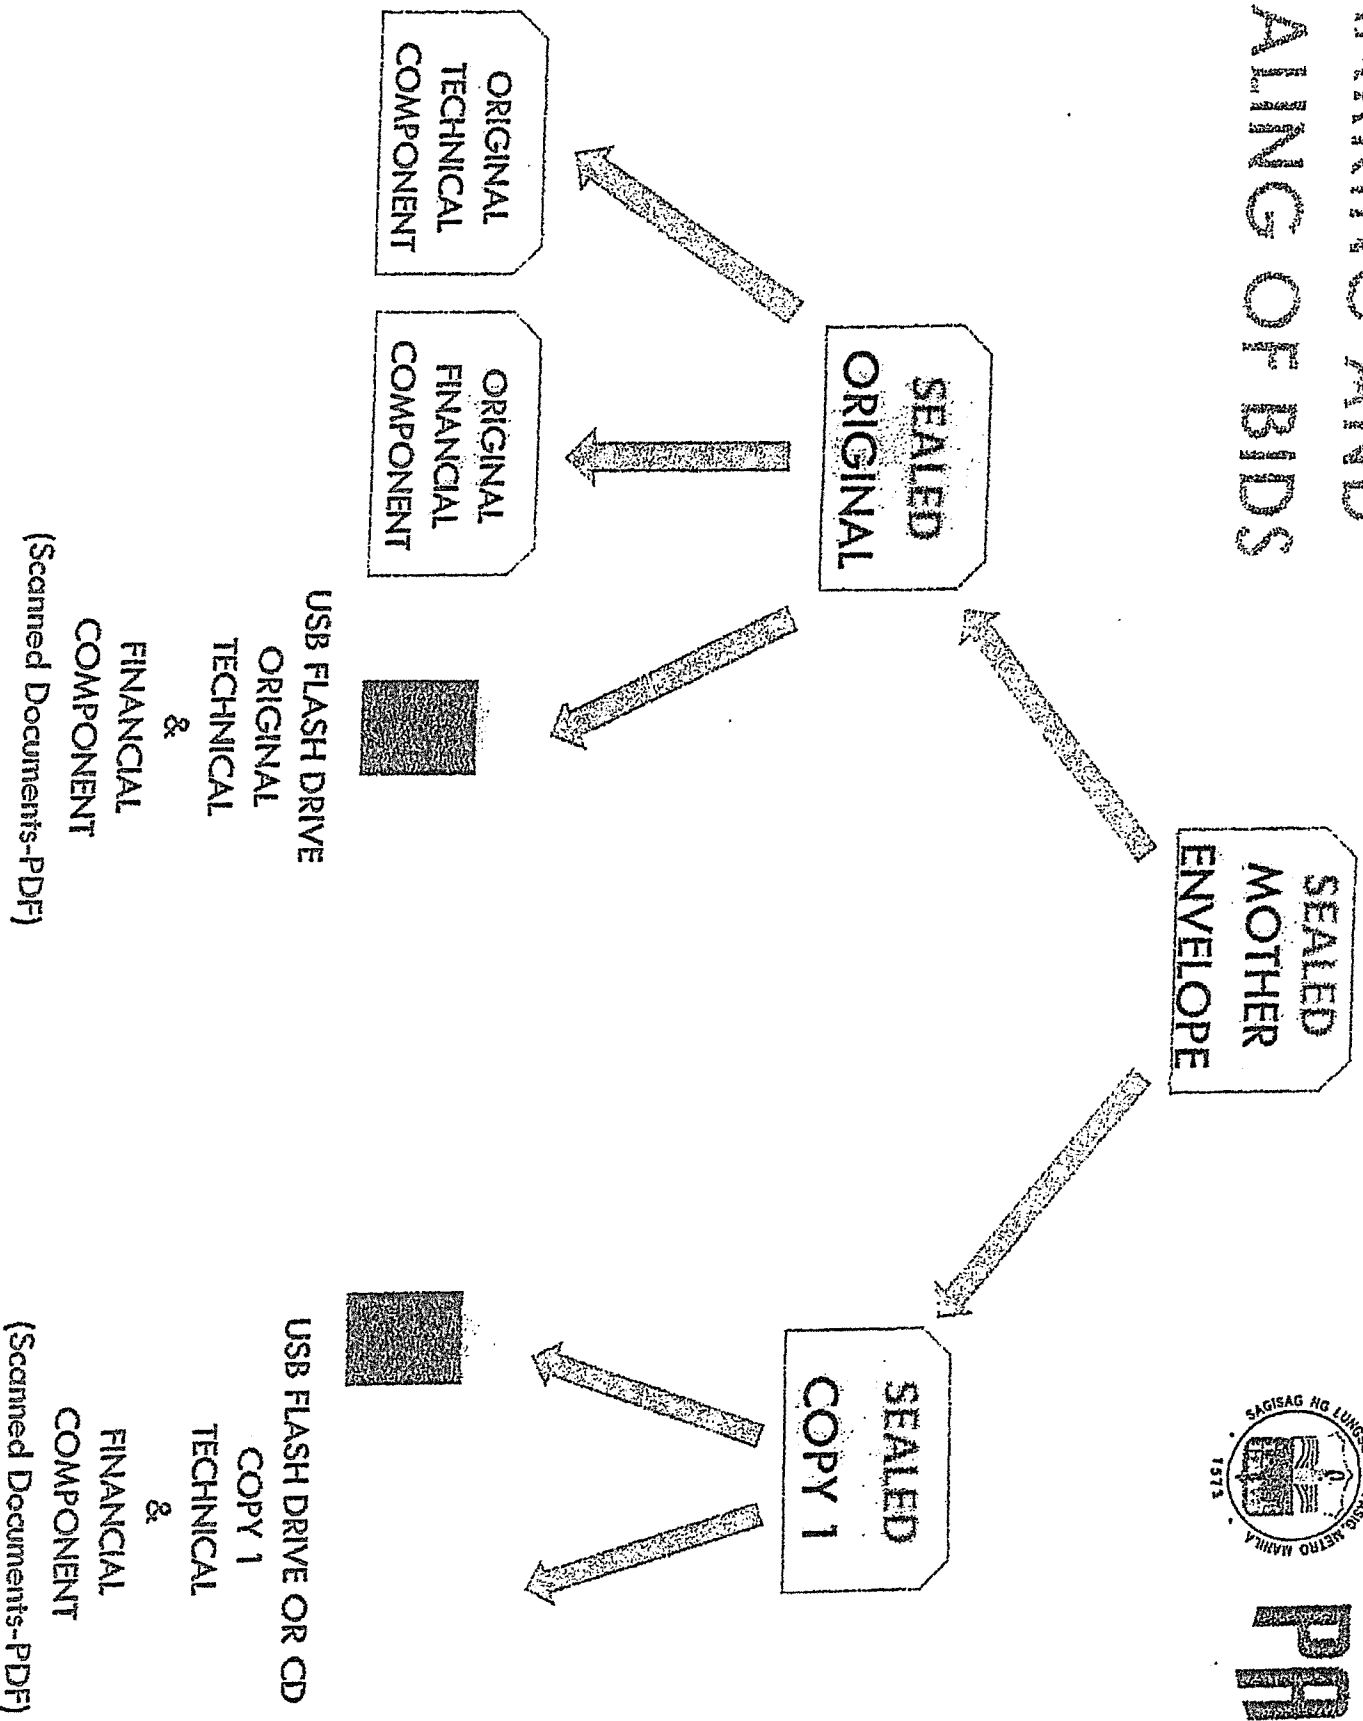 AND
ALING OF BIDS
SAGISAG NG
METRO MANILA
1573
PA
SEALED
MOTHER
ENVELOPE
SEALED
ORIGINAL
SEALED
COPY 1
ORIGINAL
TECHNICAL
COMPONENT
ORIGINAL
FINANCIAL
COMPONENT
USB FLASH DRIVE
ORIGINAL
TECHNICAL
&
FINANCIAL
COMPONENT
(Scanned Documents-PDF)
USB FLASH DRIVE OR CD
COPY 1
TECHNICAL
&
FINANCIAL
COMPONENT
(Scanned Documents-PDF)